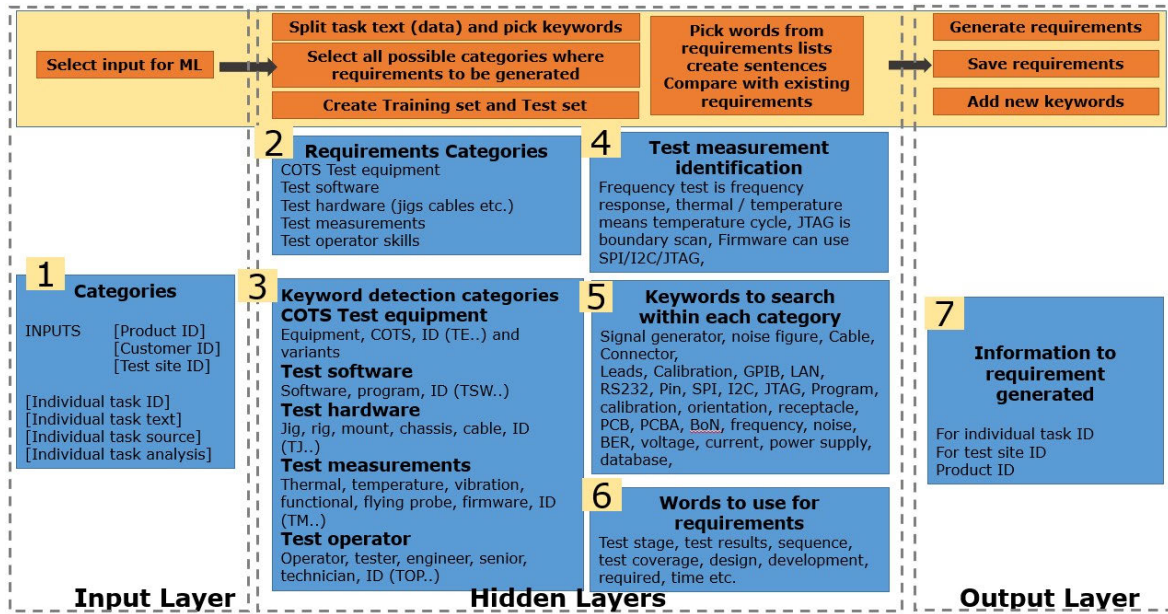 Select input for ML
Split task text (data) and pick keywords
Select all possible categories where
requirements to be generated
Create Training set and Test set
Pick words from
requirements lists
create sentences
Compare with existing
requirements
Generate requirements
Save requirements
Add new keywords
1
Categories
INPUTS [Product ID]
[Customer ID]
[Test site ID]
[Individual task ID]
[Individual task text]
[Individual task source]
[Individual task analysis]
Input Layer
2
Requirements Categories
COTS Test equipment
Test software
Test hardware (jigs cables etc.)
Test measurements
Test operator skills
3
Keyword detection categories
COTS Test equipment
Equipment, COTS, ID (TE..) and
variants
Test software
Software, program, ID (TSW..)
Test hardware
Jig, rig, mount, chassis, cable, ID
(TJ..)
Test measurements
Thermal, temperature, vibration,
functional, flying probe, firmware, ID
(TM..)
Test operator
Operator, tester, engineer, senior,
technician, ID (TOP..)
4
Test measurement
identification
Frequency test is frequency
response, thermal / temperature
means temperature cycle, JTAG is
boundary scan, Firmware can use
SPI/I2C/JTAG,
5
Keywords to search
within each category
Signal generator, noise figure, Cable,
Connector,
Leads, Calibration, GPIB, LAN,
RS232, Pin, SPI, I2C, JTAG, Program,
calibration, orientation, receptacle,
PCB, PCBA, BoN, frequency, noise,
BER, voltage, current, power supply,
database,
6
Words to use for
requirements
Test stage, test results, sequence,
test coverage, design, development,
required, time etc.
Hidden Layers
7
Information to
requirement
generated
For individual task ID
For test site ID
Product ID
Output Layer